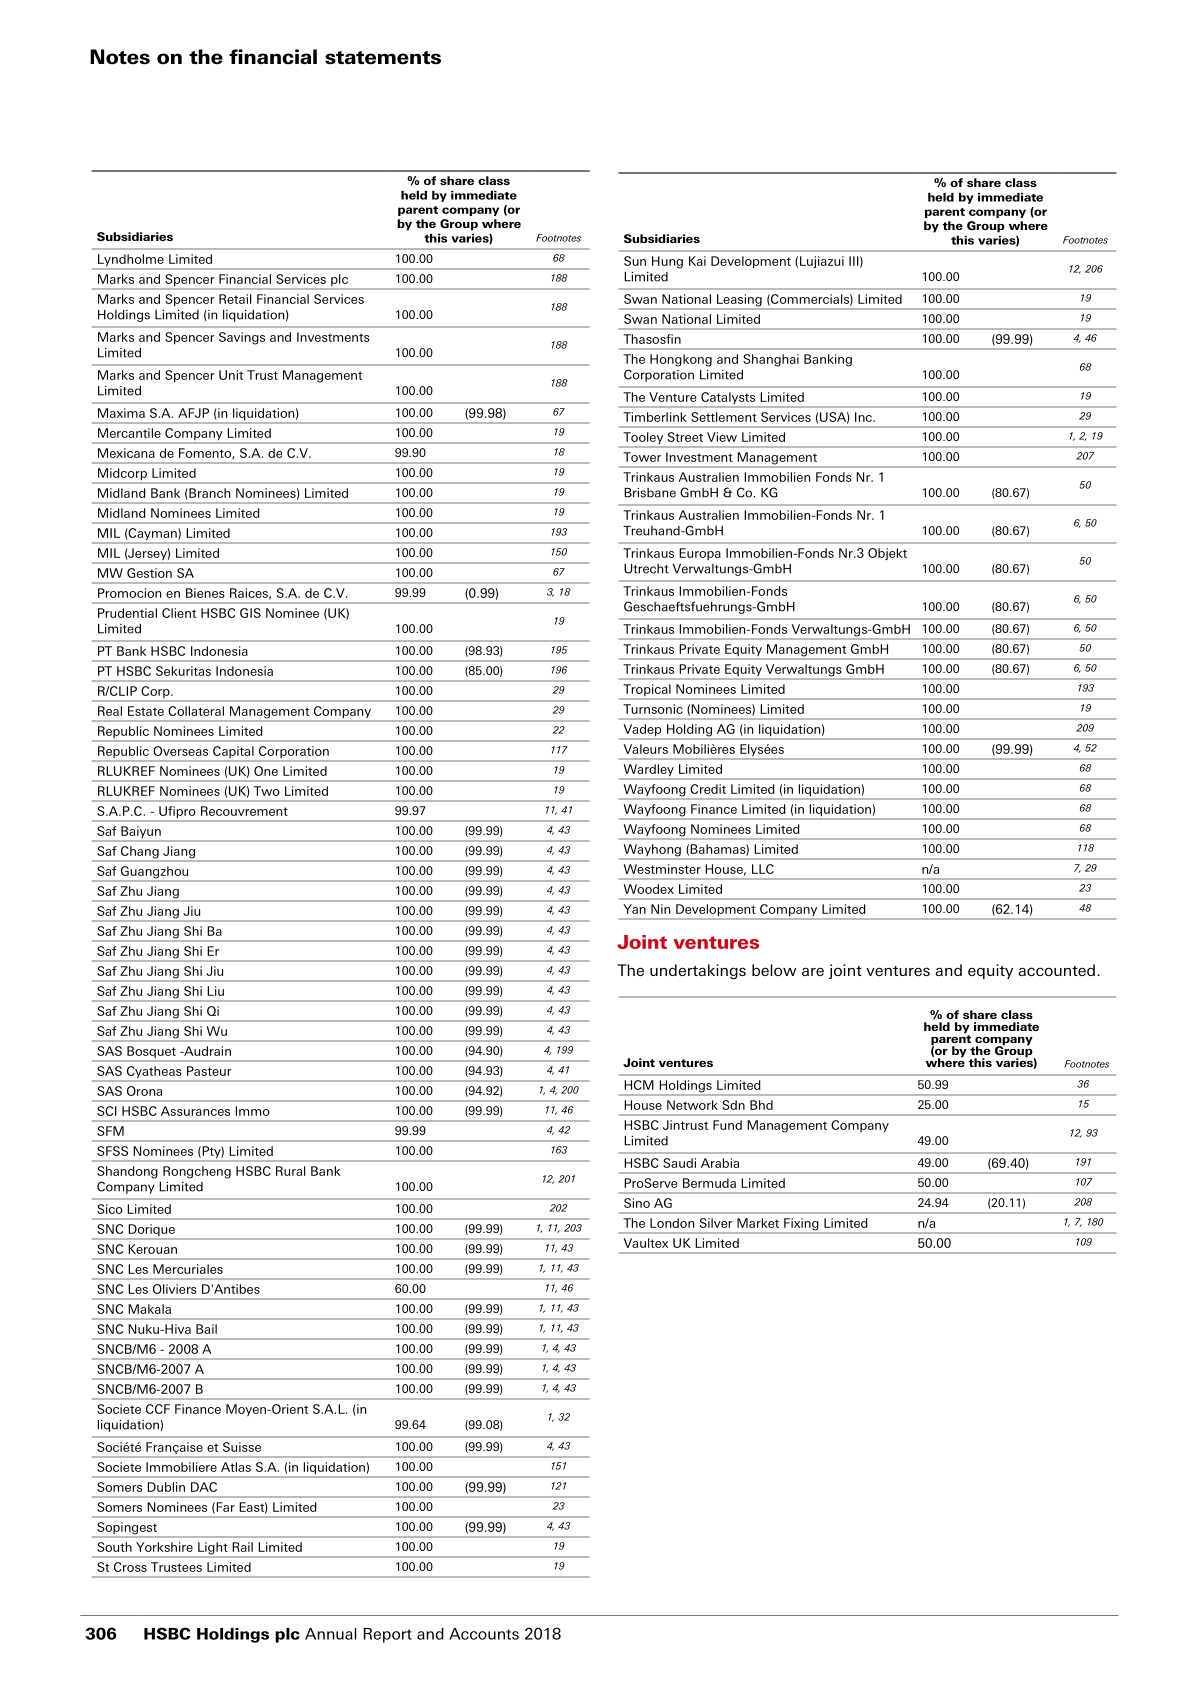 Notes on the financial statements
% of share class
held by immediate
parent company (or
by the Group where
Subsidiaries this varies) Footnotes
Lyndholme Limited 100.00 68
Marks and Spencer Financial Services plc 100.00 188
Marks and Spencer Retail Financial Services
Holdings Limited (in liquidation) 100.00 188
Marks and Spencer Savings and Investments
Limited 100.00 188
Marks and Spencer Unit Trust Management
Limited 100.00 188
Maxima S.A. AFJP (in liquidation) 100.00 (99.98) 67
Mercantile Company Limited 100.00 19
Mexicana de Fomento, S.A. de C.V. 99.90 18
Midcorp Limited 100.00 19
Midland Bank (Branch Nominees) Limited 100.00 19
Midland Nominees Limited 100.00 19
MIL (Cayman) Limited 100.00 193
MIL (Jersey) Limited 100.00 150
MW Gestion SA 100.00 67
Promocion en Bienes Raices, S.A. de C.V. 99.99 (0.99) 3, 18
Prudential Client HSBC GIS Nominee (UK)
Limited 100.00 19
PT Bank HSBC Indonesia 100.00 (98.93) 195
PT HSBC Sekuritas Indonesia 100.00 (85.00) 196
R/CLIP Corp. 100.00 29
Real Estate Collateral Management Company 100.00 29
Republic Nominees Limited 100.00 22
Republic Overseas Capital Corporation 100.00 117
RLUKREF Nominees (UK) One Limited 100.00 19
RLUKREF Nominees (UK) Two Limited 100.00 19
S.A.P.C. - Ufipro Recouvrement 99.97 11, 41
Saf Baiyun 100.00 (99.99) 4, 43
Saf Chang Jiang 100.00 (99.99) 4, 43
Saf Guangzhou 100.00 (99.99) 4, 43
Saf Zhu Jiang 100.00 (99.99) 4, 43
Saf Zhu Jiang Jiu 100.00 (99.99) 4, 43
Saf Zhu Jiang Shi Ba 100.00 (99.99) 4, 43
Saf Zhu Jiang Shi Er 100.00 (99.99) 4, 43
Saf Zhu Jiang Shi Jiu 100.00 (99.99) 4, 43
Saf Zhu Jiang Shi Liu 100.00 (99.99) 4, 43
Saf Zhu Jiang Shi Qi 100.00 (99.99) 4, 43
Saf Zhu Jiang Shi Wu 100.00 (99.99) 4, 43
SAS Bosquet -Audrain 100.00 (94.90) 4, 199
SAS Cyatheas Pasteur 100.00 (94.93) 4, 41
SAS Orona 100.00 (94.92) 1, 4, 200
SCI HSBC Assurances Immo 100.00 (99.99) 11, 46
SFM 99.99 4, 42
SFSS Nominees (Pty) Limited 100.00 163
Shandong Rongcheng HSBC Rural Bank
Company Limited 100.00 12, 201
Sico Limited 100.00 202
SNC Dorique 100.00 (99.99) 1, 11, 203
SNC Kerouan 100.00 (99.99) 11, 43
SNC Les Mercuriales 100.00 (99.99) 1, 11, 43
SNC Les Oliviers D'Antibes 60.00 11, 46
SNC Makala 100.00 (99.99) 1, 11, 43
SNC Nuku-Hiva Bail 100.00 (99.99) 1, 11, 43
SNCB/M6 - 2008 A 100.00 (99.99) 1, 4, 43
SNCB/M6-2007 A 100.00 (99.99) 1, 4, 43
SNCB/M6-2007 B 100.00 (99.99) 1, 4, 43
Societe CCF Finance Moyen-Orient S.A.L. (in
liquidation) 99.64 (99.08) 1, 32
Société Française et Suisse 100.00 (99.99) 4, 43
Societe Immobiliere Atlas S.A. (in liquidation) 100.00 151
Somers Dublin DAC 100.00 (99.99) 121
Somers Nominees (Far East) Limited 100.00 23
Sopingest 100.00 (99.99) 4, 43
South Yorkshire Light Rail Limited 100.00 19
St Cross Trustees Limited 100.00 19
% of share class
held by immediate
parent company (or
by the Group where
Subsidiaries this varies) Footnotes
Sun Hung Kai Development (Lujiazui III)
Limited 100.00 12, 206
Swan National Leasing (Commercials) Limited 100.00 19
Swan National Limited 100.00 19
Thasosfin 100.00 (99.99) 4, 46
The Hongkong and Shanghai Banking
Corporation Limited 100.00 68
The Venture Catalysts Limited 100.00 19
Timberlink Settlement Services (USA) Inc. 100.00 29
Tooley Street View Limited 100.00 1, 2, 19
Tower Investment Management 100.00 207
Trinkaus Australien Immobilien Fonds Nr. 1
Brisbane GmbH & Co. KG 100.00 (80.67) 50
Trinkaus Australien Immobilien-Fonds Nr. 1
Treuhand-GmbH 100.00 (80.67) 6, 50
Trinkaus Europa Immobilien-Fonds Nr.3 Objekt
Utrecht Verwaltungs-GmbH 100.00 (80.67) 50
Trinkaus Immobilien-Fonds
Geschaeftsfuehrungs-GmbH 100.00 (80.67) 6, 50
Trinkaus Immobilien-Fonds Verwaltungs-GmbH 100.00 (80.67) 6, 50
Trinkaus Private Equity Management GmbH 100.00 (80.67) 50
Trinkaus Private Equity Verwaltungs GmbH 100.00 (80.67) 6, 50
Tropical Nominees Limited 100.00 193
Turnsonic (Nominees) Limited 100.00 19
Vadep Holding AG (in liquidation) 100.00 209
Valeurs Mobilières Elysées 100.00 (99.99) 4, 52
Wardley Limited 100.00 68
Wayfoong Credit Limited (in liquidation) 100.00 68
Wayfoong Finance Limited (in liquidation) 100.00 68
Wayfoong Nominees Limited 100.00 68
Wayhong (Bahamas) Limited 100.00 118
Westminster House, LLC n/a 7, 29
Woodex Limited 100.00 23
Yan Nin Development Company Limited 100.00 (62.14) 48
Joint ventures
The undertakings below are joint ventures and equity accounted.
% of share class
held by immediate
parent company
(or by the Group
Joint ventures where this varies) Footnotes
HCM Holdings Limited 50.99 36
House Network Sdn Bhd 25.00 15
HSBC Jintrust Fund Management Company
Limited 49.00 12, 93
HSBC Saudi Arabia 49.00 (69.40) 191
ProServe Bermuda Limited 50.00 107
Sino AG 24.94 (20.11) 208
The London Silver Market Fixing Limited n/a 1, 7, 180
Vaultex UK Limited 50.00 109
306 HSBC Holdings plc Annual Report and Accounts 2018